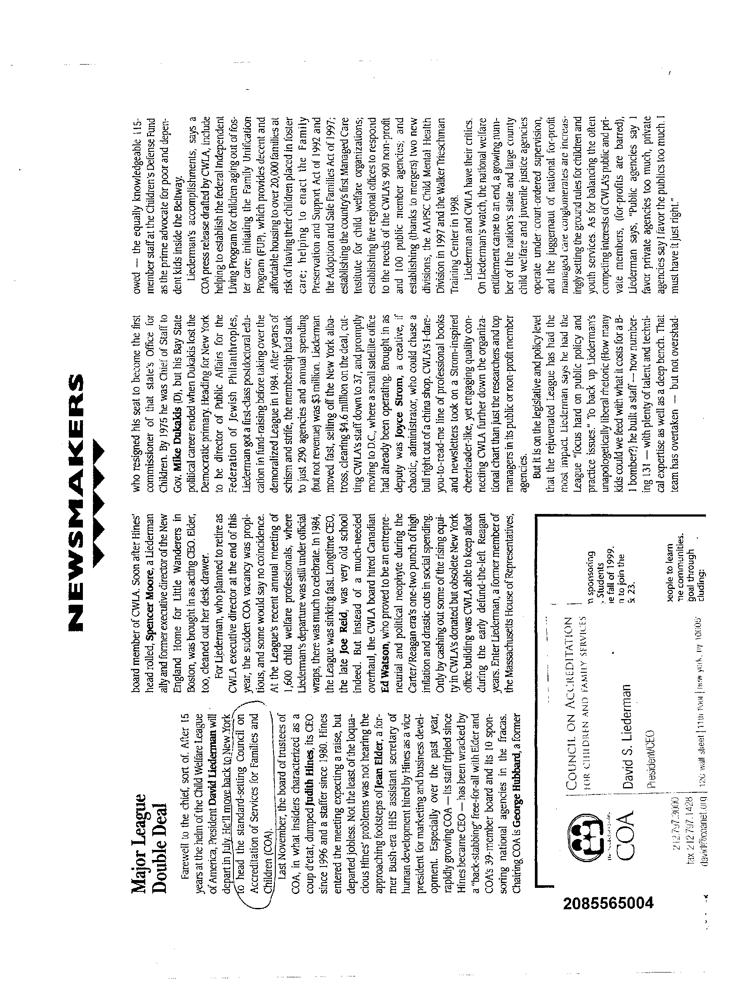 NEWSMAKERS
Major League
Double Deal
Farewell to the chief, sort of. After 15
years at the helm of the Child Welfare League
of America, President David Liederman will
depart in July. He'll move back to New York
to head the standard-setting Council on
Accreditation of Services for Families and
Children (COA).
Last November, the board of trustees of
COA, in what insiders characterized as a
coup d'etat, dumped Judith Hines, its CEO
since 1996 and a staffer since 1980. Hines
entered the meeting expecting a raise, but
departed jobless. Not the least of the loqua-
cious Hines' problems was not hearing the
approaching footsteps of Jean Elder, a for-
mer Bush-era HHS assistant secretary of
human development hired by Hines as a vice
president for marketing and business devel-
opment. Especially over the past year,
rapidly growing COA — its staff tripled since
Hines became CEO — has been wracked by
a "back-stabbing" free-for-all with Elder and
COA's 39-member board and its 10 spon-
soring national agencies in the fracas.
Chairing COA is George Hubbard, a former
board member of CWLA. Soon after Hines'
head rolled, Spencer Moore, a Liederman
ally and former executive director of the New
England Home for Little Wanderers in
Boston, was brought in as acting CEO. Elder,
too, cleaned out her desk drawer.
For Liederman, who planned to retire as
CWLA executive director at the end of this
year, the sudden COA vacancy was propi-
tious, and some would say no coincidence.
At the League's recent annual meeting of
1,600 child welfare professionals, where
Liederman's departure was still under official
wraps, there was much to celebrate. In 1984,
the League was sinking fast. Longtime CEO,
the late Joe Reid, was very old school
indeed. But instead of a much-needed
overhaul, the CWLA board hired Canadian
Ed Watson, who proved to be an entrepre-
neurial and political neophyte during the
Carter/Reagan era's one-two punch of high
inflation and drastic cuts in social spending.
Only by cashing out some of the rising equi-
ty in CWLA's donated but obsolete New York
office building was CWLA able to keep afloat
during the early defund-the-left Reagan
years. Enter Liederman, a former member of
the Massachusetts House of Representatives,
who resigned his seat to become the first
commissioner of that state's Office for
Children. By 1975 he was Chief of Staff to
Gov. Mike Dukakis (D), but his Bay State
political career ended when Dukakis lost the
Democratic primary. Heading for New York
to be director of Public Affairs for the
Federation of Jewish Philanthropies,
Liederman got a first-class postdoctoral edu-
cation in fund-raising before taking over the
demoralized League in 1984. After years of
schism and strife, the membership had sunk
to just 290 agencies and annual spending
(but not revenue) was $3 million. Liederman
moved fast, selling off the New York alba-
tross, clearing $4.6 million on the deal, cut-
ting CWLA's staff down to 37, and promptly
moving to D.C., where a small satellite office
had already been operating. Brought in as
deputy was Joyce Strom, a creative, if
chaotic, administrator, who could chase a
bull right out of a china shop. CWLA's I-dare-
you-to-read-me line of professional books
and newsletters took on a Strom-inspired
cheerleader-like, yet engaging quality con-
necting CWLA further down the organiza-
tional chart than just the researchers and top
managers in its public or non-profit member
agencies.
But it is on the legislative and policy level
that the rejuvenated League has had the
most impact. Liederman says he had the
League "focus hard on public policy and
practice issues." To back up Liederman's
unapologetically liberal rhetoric (How many
kids could we feed with what it costs for a B-
1 bomber?) he built a staff — now number-
ing 131 — with plenty of talent and techni-
cal expertise as well as a deep bench. That
team has overtaken — but not overshad-
owed — the equally knowledgeable 115-
member staff at the Children's Defense Fund
as the prime advocate for poor and depen-
dent kids inside the Beltway.
Liederman's accomplishments, says a
COA press release drafted by CWLA, include
helping to establish the federal Independent
Living Program for children aging out of fos-
ter care; initiating the Family Unification
Program (FUP), which provides decent and
affordable housing to over 20,000 families at
risk of having their children placed in foster
care; helping to enact the Family
Preservation and Support Act of 1992 and
the Adoption and Safe Families Act of 1997;
establishing the country's first Managed Care
Institute for child welfare organizations;
establishing five regional offices to respond
to the needs of the CWLA's 900 non-profit
and 100 public member agencies; and
establishing (thanks to mergers) two new
divisions, the AAPSC Child Mental Health
Division in 1997 and the Walker Trieschman
Training Center in 1998.
Liederman and CWLA have their critics.
On Liederman's watch, the national welfare
entitlement came to an end, a growing num-
ber of the nation's state and large county
child welfare and juvenile justice agencies
operate under court-ordered supervision,
and the juggernaut of national for-profit
managed care conglomerates are increas-
ingly setting the ground rules for children and
youth services. As for balancing the often
competing interests of CWLA's public and pri-
vate members, (for-profits are barred),
Liederman says, "Public agencies say I
favor private agencies too much, private
agencies say I favor the publics too much. I
must have it just right."
COUNCIL ON ACCREDITATION
FOR CHILDREN AND FAMILY SERVICES
COA
David S. Liederman
President/CEO
212.797.3000
fax 212.797.1428
120 wall street | 11th floor | new york, ny 10005
n sponsoring
, Students
e fall of 1999.
n to join the
& 23.
people to learn
ne communities.
goal through
cluding:
2085565004